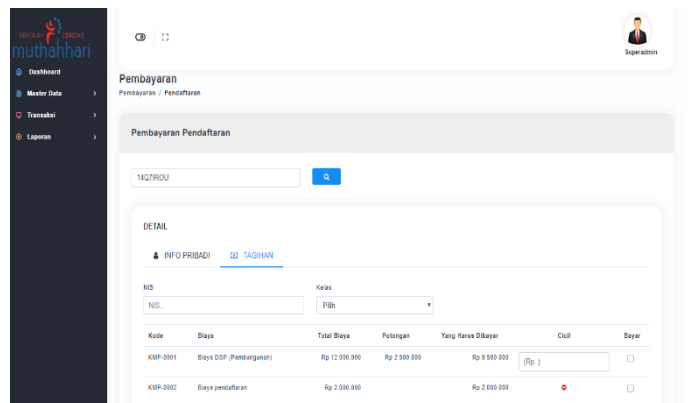 SEKOLAH CERDAS
muthahhari
Superadmin
Dashboard
Master Data
Transaksi
Laporan
Pembayaran
Pembayaran / Pendaftaran
Pembayaran Pendaftaran
14Q7IROU
DETAIL
INFO PRIBADI TAGIHAN
NIS Kelas
NIS... Pilih
Kode Biaya Total Biaya Potongan Yang Harus Dibayar Cicil Bayar
KMP-0001 Biaya DSP (Pembangunan) Rp 12.000.000 Rp 2.500.000 Rp 9.500.000 (Rp. )
KMP-0002 Biaya pendaftaran Rp 2.000.000 Rp 2.000.000